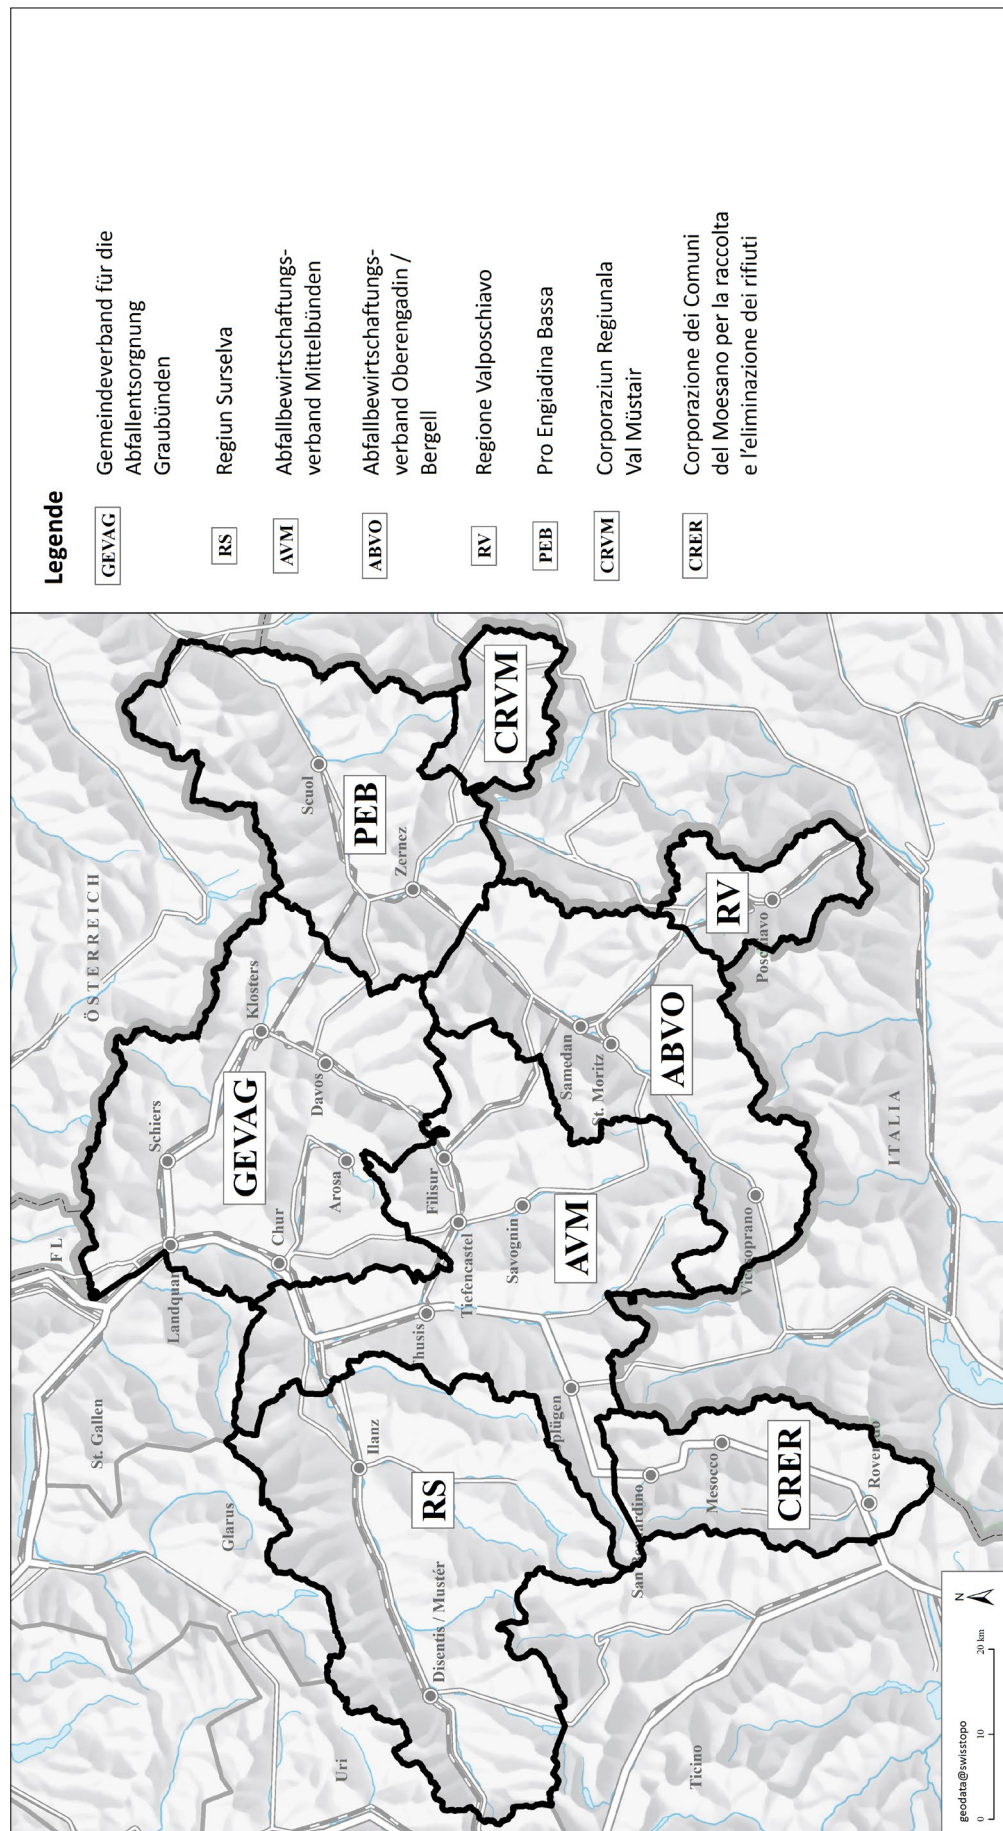 Legende
GEVAG
Gemeindeverband für die
Abfallentsorgnung
Graubünden
RS
Regiun Surselva
AVM
Abfallbewirtschaftungs-
verband Mittelbünden
ABVO
Abfallbewirtschaftungs-
verband Oberengadin /
Bergell
RV
Regione Valposchiavo
PEB
Pro Engiadina Bassa
CRVM
Corporaziun Regiunala
Val Müstair
CRER
Corporazione dei Comuni
del Moesano per la raccolta
e l'eliminazione dei rifiuti
FL
ÖSTERREICH
St. Gallen
Schiers
Landquart
Glarus
GEVAG
Klosters
Chur
Scuol
Davos
Arosa
Uri
PEB
Ilanz
Zernez
Thusis
Filisur
Disentis / Mustér
RS
Tiefencastel
CRVM
Savognin
Splügen
AVM
Samedan
St. Moritz
San Bernardino
ABVO
Ticino
Mesocco
RV
Vicosoprano
Poschiavo
CRER
Roveredo
ITALIA
geodata@swisstopo
0
20 km
N